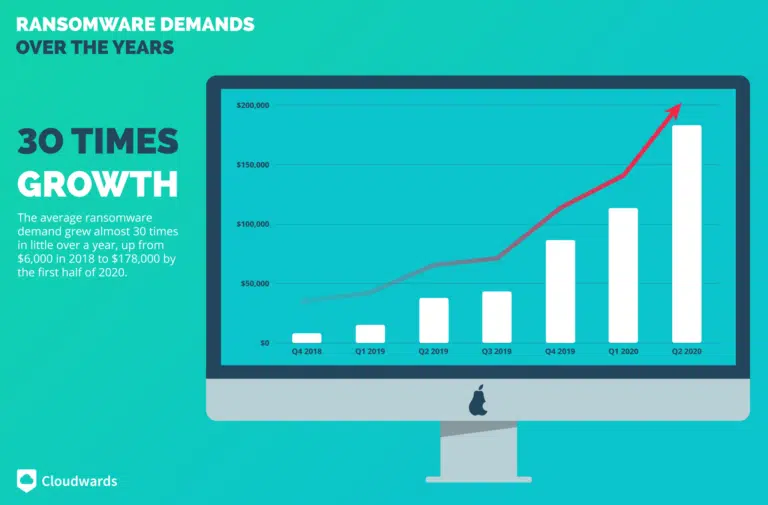 RANSOMWARE DEMANDS
OVER THE YEARS
30 TIMES
GROWTH
The average ransomware
demand grew almost 30 times
in little over a year, up from
$6,000 in 2018 to $178,000 by
the first half of 2020.
$200,000
$150,000
$100,000
$50,000
$0
Q4 2018
Q1 2019
Q2 2019
Q3 2019
Q4 2019
Q1 2020
Q2 2020
Cloudwards